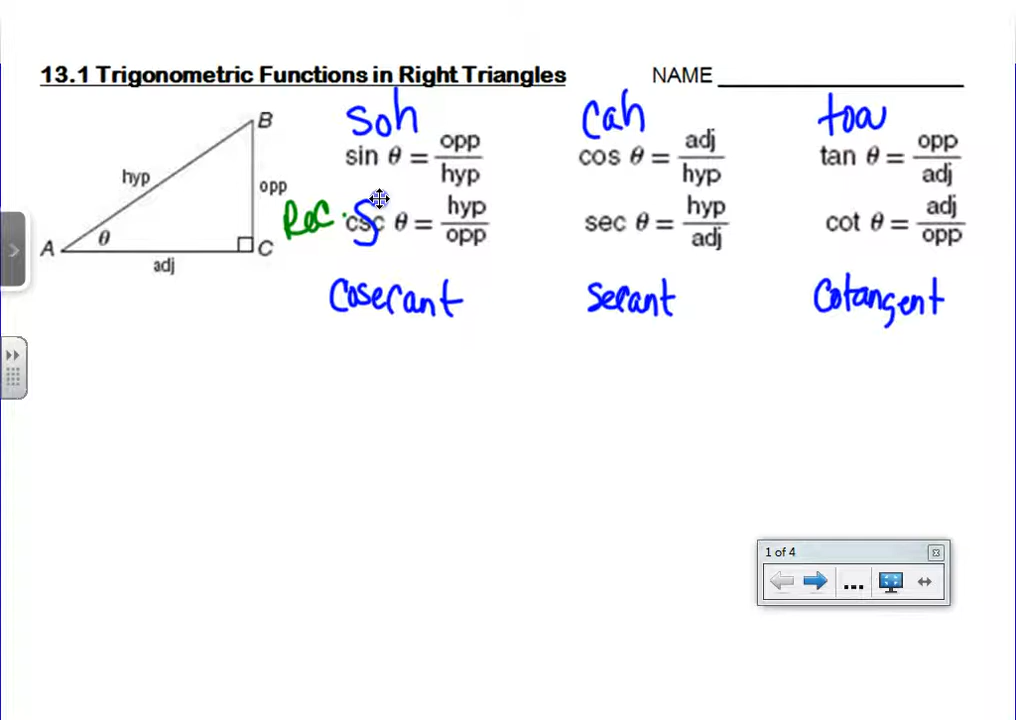 13.1 Trigonometric Functions in Right Triangles NAME
soh cah toa
B
hyp
opp
A
θ
C
adj
sin θ = opp/hyp cos θ = adj/hyp tan θ = opp/adj
Rec. csc θ = hyp/opp sec θ = hyp/adj cot θ = adj/opp
Cosecant secant Cotangent
1 of 4
...